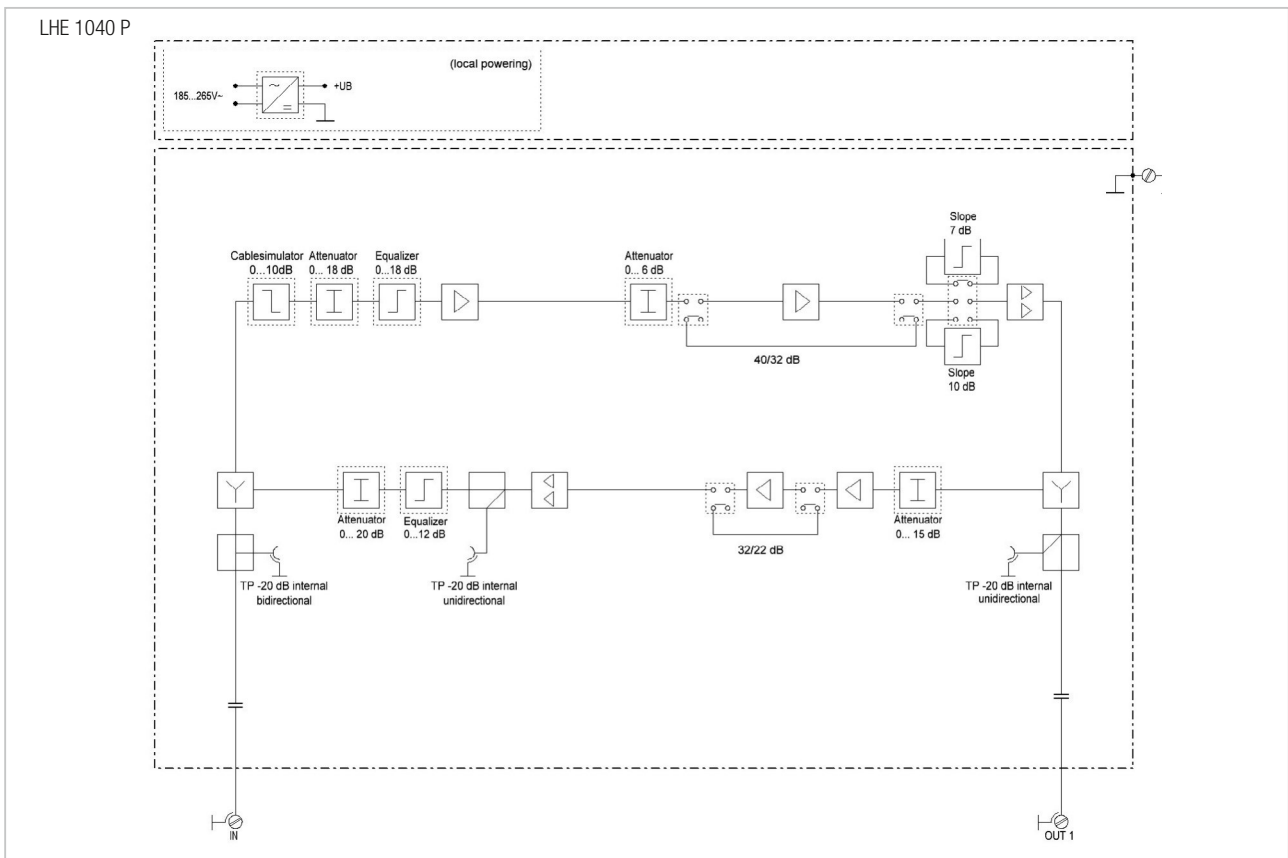 LHE 1040 P
(local powering)
185...265V~
+UB
Slope
7 dB
Cablesimulator
0...10dB
Attenuator
0... 18 dB
Equalizer
0...18 dB
Attenuator
0... 6 dB
40/32 dB
Slope
10 dB
Attenuator
0... 20 dB
Equalizer
0...12 dB
32/22 dB
Attenuator
0... 15 dB
TP -20 dB internal
bidirectional
TP -20 dB internal
unidirectional
TP -20 dB internal
unidirectional
IN
OUT 1